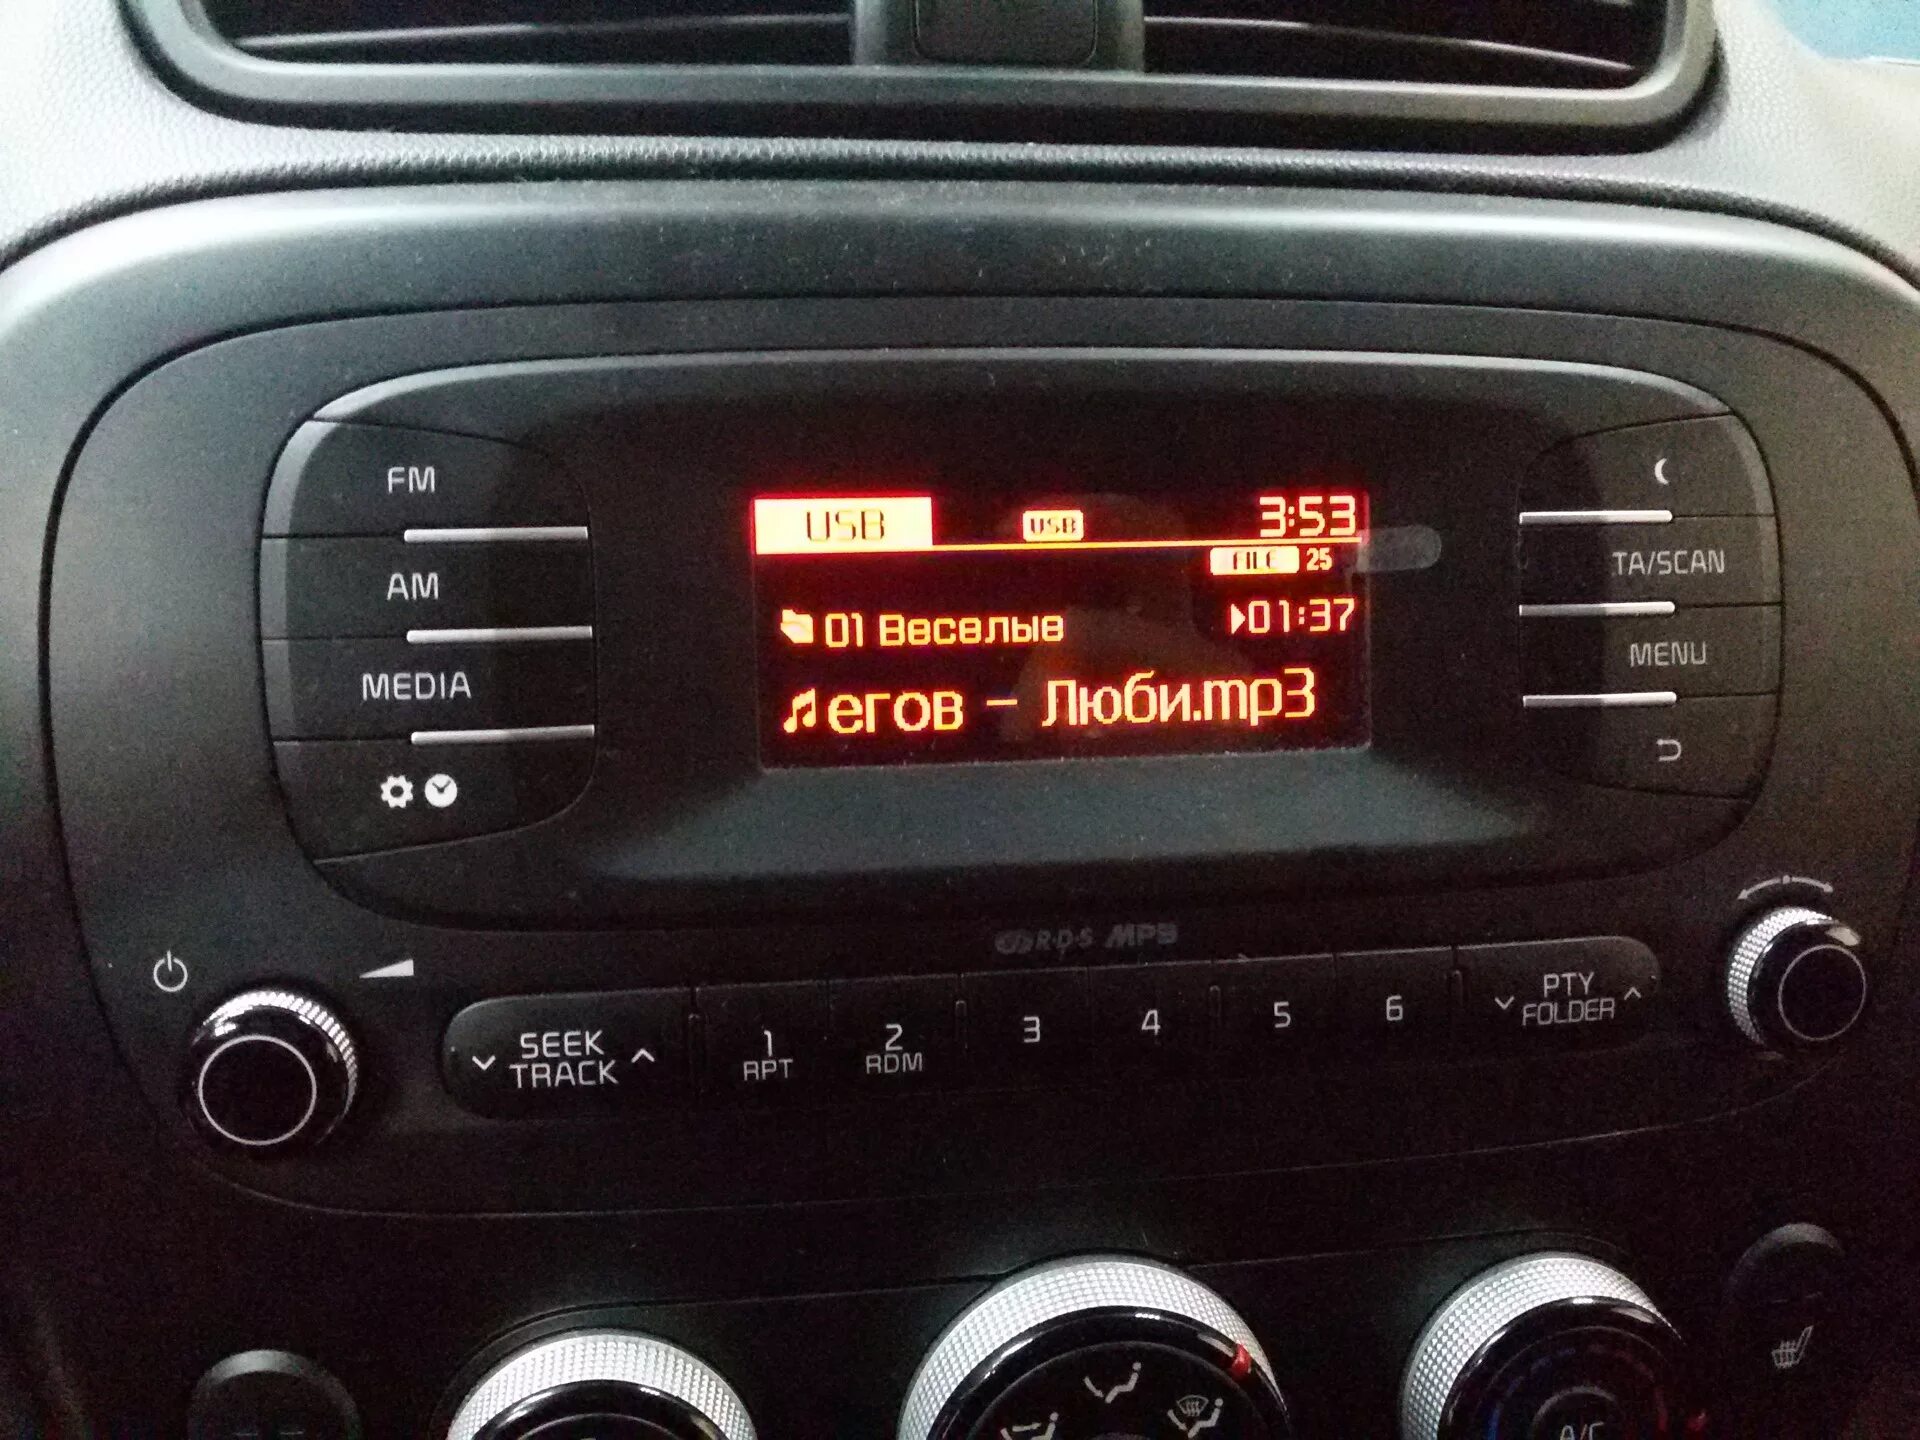 FM
AM
MEDIA
USB USB 3:53
FILE 25
01 Веселые 01:37
егов - Люби.mp3
TA/SCAN
MENU
R·D·S MP3
SEEK
TRACK
1
RPT
2
RDM
3
4
5
6
PTY
FOLDER
A/C